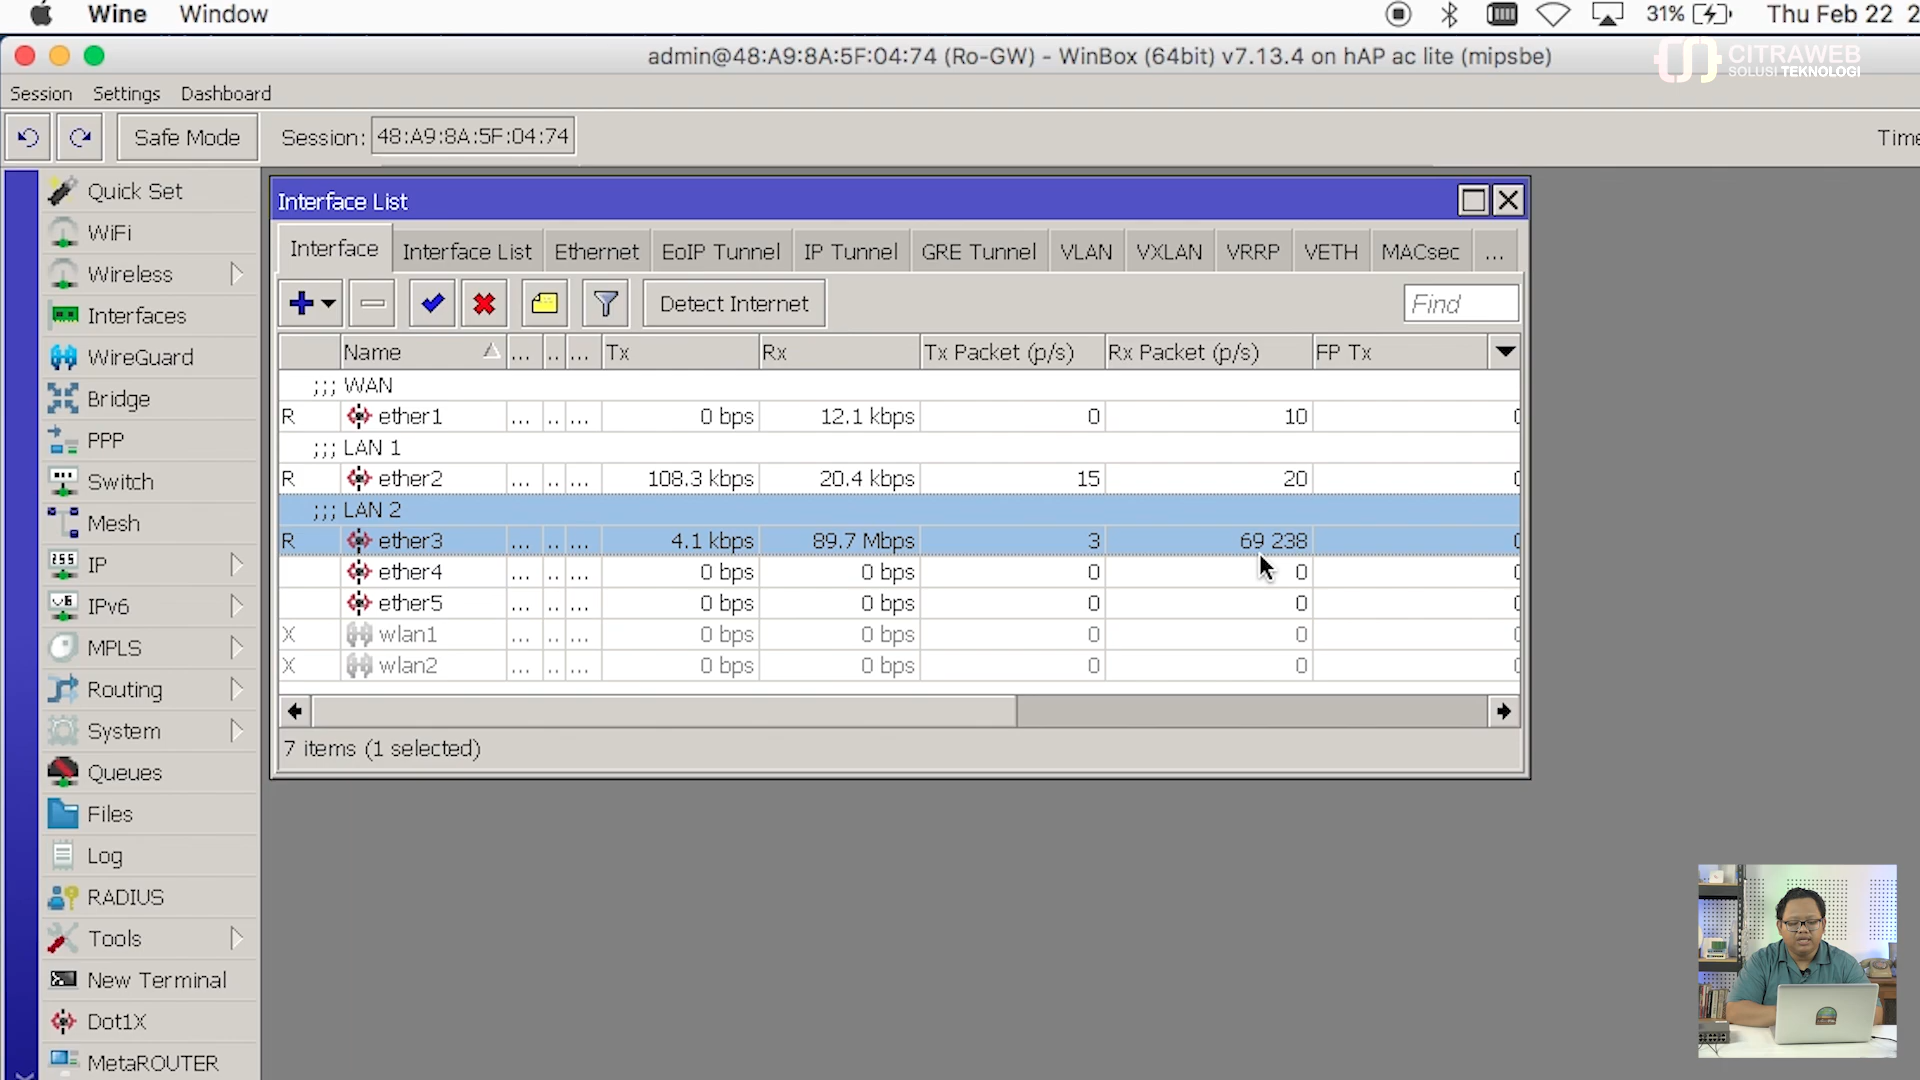 Wine Window 31% Thu Feb 22 2
admin@48:A9:8A:5F:04:74 (Ro-GW) - WinBox (64bit) v7.13.4 on hAP ac lite (mipsbe)
CITRAWEB
SOLUSI TEKNOLOGI
Session Settings Dashboard
Safe Mode Session: 48:A9:8A:5F:04:74 Time
Quick Set
WiFi
Wireless
Interfaces
WireGuard
Bridge
PPP
Switch
Mesh
IP
IPv6
MPLS
Routing
System
Queues
Files
Log
RADIUS
Tools
New Terminal
Dot1X
MetaROUTER
Interface List
Interface Interface List Ethernet EoIP Tunnel IP Tunnel GRE Tunnel VLAN VXLAN VRRP VETH MACsec ...
Detect Internet Find
Name ... .. ... Tx Rx Tx Packet (p/s) Rx Packet (p/s) FP Tx
;;; WAN
R ether1 ... .. ... 0 bps 12.1 kbps 0 10
;;; LAN 1
R ether2 ... .. ... 108.3 kbps 20.4 kbps 15 20
;;; LAN 2
R ether3 ... .. ... 4.1 kbps 89.7 Mbps 3 69 238
ether4 ... .. ... 0 bps 0 bps 0 0
ether5 ... .. ... 0 bps 0 bps 0 0
X wlan1 ... .. ... 0 bps 0 bps 0 0
X wlan2 ... .. ... 0 bps 0 bps 0 0
7 items (1 selected)